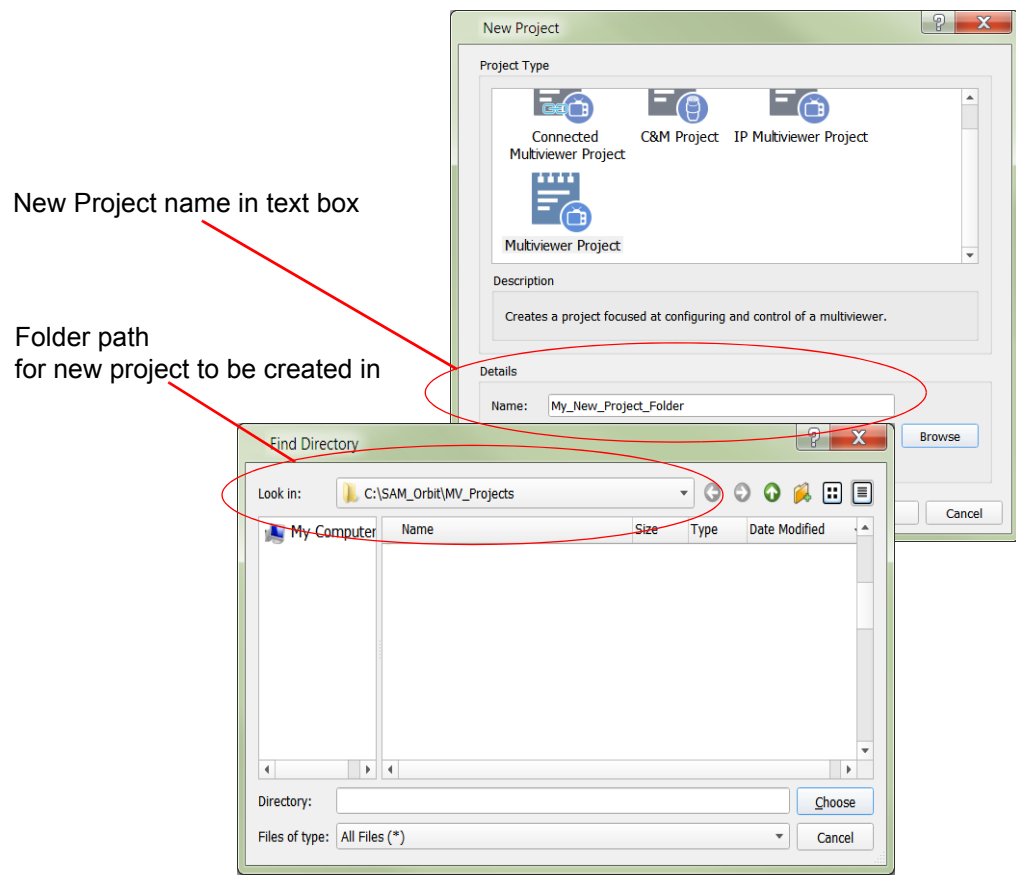 New Project
Project Type
Connected
Multiviewer Project
C&M Project
IP Multiviewer Project
Multiviewer Project
Description
Creates a project focused at configuring and control of a multiviewer.
New Project name in text box
Folder path
for new project to be created in
Details
Name: My_New_Project_Folder
Browse
Cancel
Find Directory
Look in: C:\SAM_Orbit\MV_Projects
My Computer
Name Size Type Date Modified
Directory:
Choose
Files of type: All Files (*)
Cancel